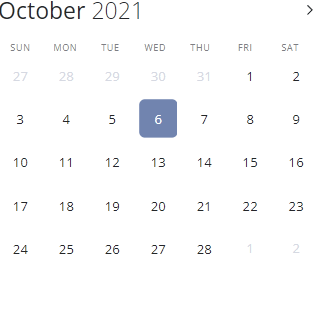 October 2021 >
SUN MON TUE WED THU FRI SAT
27 28 29 30 31 1 2
3 4 5 6 7 8 9
10 11 12 13 14 15 16
17 18 19 20 21 22 23
24 25 26 27 28 1 2